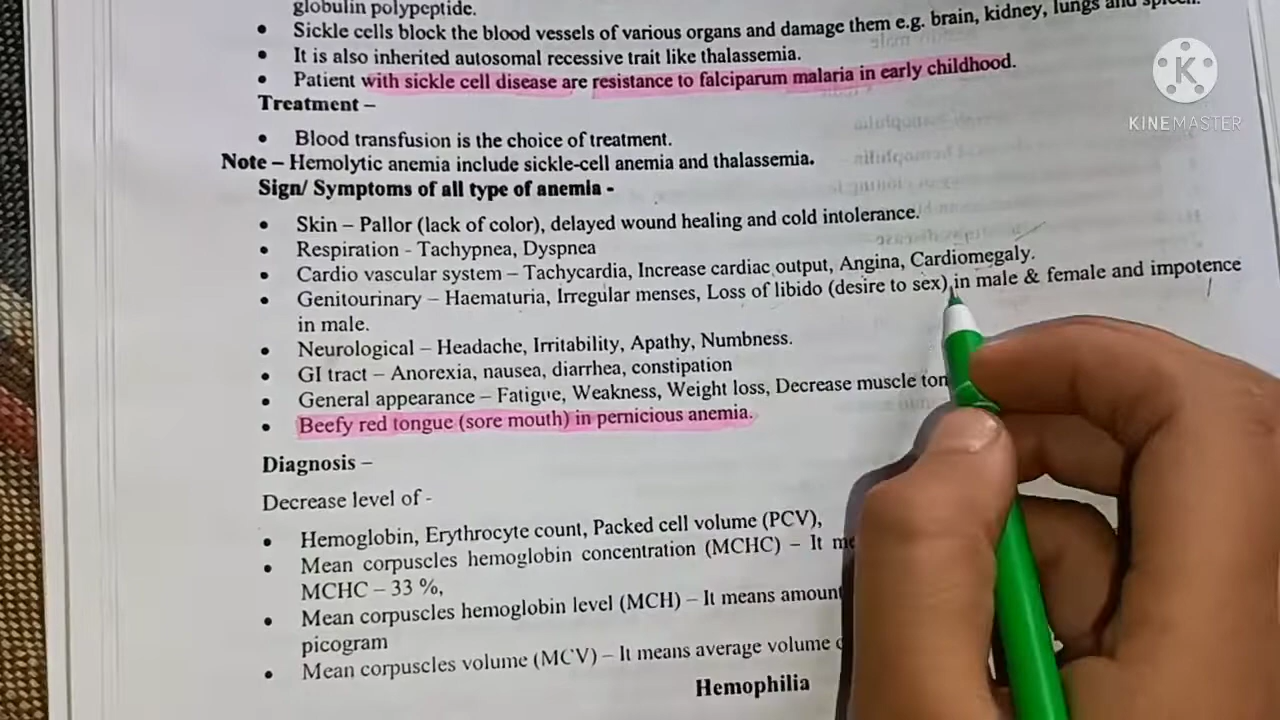 globulin polypeptide.
• Sickle cells block the blood vessels of various organs and damage them e.g. brain, kidney, lungs and spleen.
• It is also inherited autosomal recessive trait like thalassemia.
• Patient with sickle cell disease are resistance to falciparum malaria in early childhood.
Treatment –
• Blood transfusion is the choice of treatment.
Note – Hemolytic anemia include sickle-cell anemia and thalassemia.
Sign/ Symptoms of all type of anemia -
• Skin – Pallor (lack of color), delayed wound healing and cold intolerance.
• Respiration - Tachypnea, Dyspnea
• Cardio vascular system – Tachycardia, Increase cardiac output, Angina, Cardiomegaly.
• Genitourinary – Haematuria, Irregular menses, Loss of libido (desire to sex) in male & female and impotence
in male.
• Neurological – Headache, Irritability, Apathy, Numbness.
• GI tract – Anorexia, nausea, diarrhea, constipation
• General appearance – Fatigue, Weakness, Weight loss, Decrease muscle
• Beefy red tongue (sore mouth) in pernicious anemia.
Diagnosis –
Decrease level of -
• Hemoglobin, Erythrocyte count, Packed cell volume (PCV),
• Mean corpuscles hemoglobin concentration (MCHC) – It
MCHC – 33 %,
• Mean corpuscles hemoglobin level (MCH) – It means amount
picogram
• Mean corpuscles volume (MCV) – It means average volume
Hemophilia
K
KINEMASTER